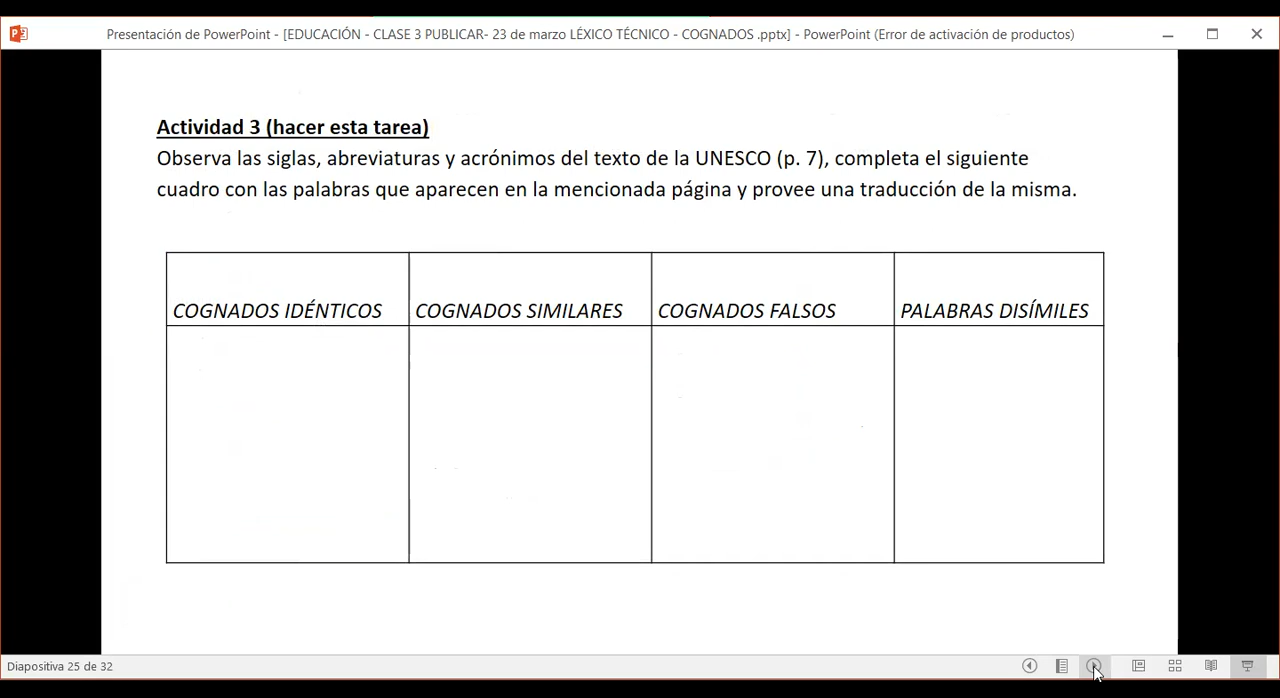 Presentación de PowerPoint - [EDUCACIÓN - CLASE 3 PUBLICAR- 23 de marzo LÉXICO TÉCNICO - COGNADOS .pptx] - PowerPoint (Error de activación de productos)
Actividad 3 (hacer esta tarea)
Observa las siglas, abreviaturas y acrónimos del texto de la UNESCO (p. 7), completa el siguiente
cuadro con las palabras que aparecen en la mencionada página y provee una traducción de la misma.
COGNADOS IDÉNTICOS COGNADOS SIMILARES COGNADOS FALSOS PALABRAS DISÍMILES
Diapositiva 25 de 32